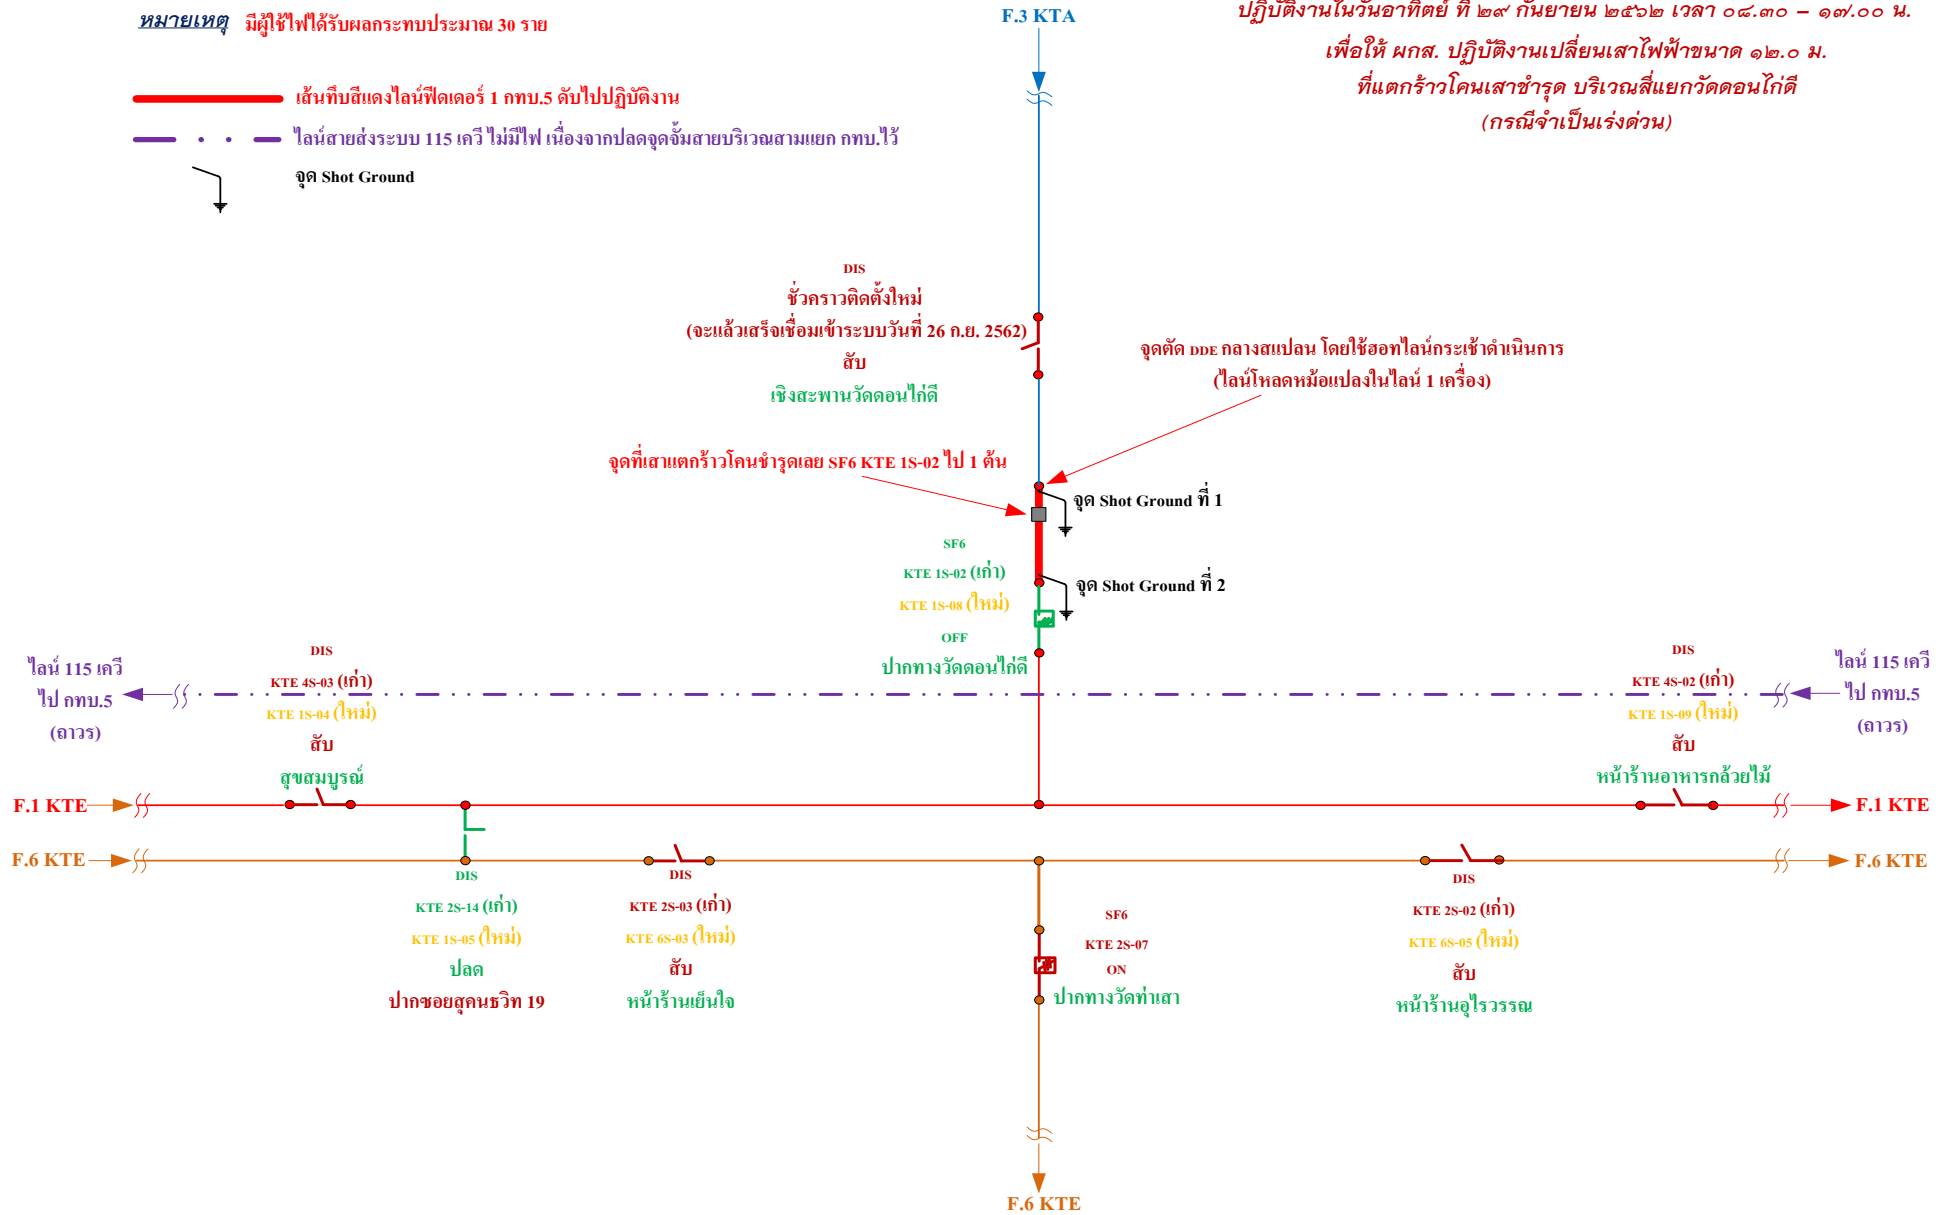 หมายเหตุ มีผู้ใช้ไฟได้รับผลกระทบประมาณ 30 ราย
F.3 KTA
ปฏิบัติงานในวันอาทิตย์ ที่ ๒๙ กันยายน ๒๕๖๒ เวลา ๐๘.๓๐ – ๑๗.๐๐ น.
เพื่อให้ ผกส. ปฏิบัติงานเปลี่ยนเสาไฟฟ้าขนาด ๑๒.๐ ม.
ที่แตกร้าวโคนเสาชำรุด บริเวณสี่แยกวัดดอนไก่ดี
(กรณีจำเป็นเร่งด่วน)
เส้นทึบสีแดงไลน์ฟีดเดอร์ 1 กทบ.5 ดับไปปฏิบัติงาน
ไลน์สายส่งระบบ 115 เควี ไม่มีไฟ เนื่องจากปลดจุดจั้มสายบริเวณสามแยก กทบ.ไว้
จุด Shot Ground
DIS
ชั่วคราวติดตั้งใหม่
(จะแล้วเสร็จเชื่อมเข้าระบบวันที่ 26 ก.ย. 2562)
สับ
เชิงสะพานวัดดอนไก่ดี
จุดตัด DDE กลางสแปลน โดยใช้ฮอทไลน์กระเช้าดำเนินการ
(ไลน์โหลดหม้อแปลงในไลน์ 1 เครื่อง)
จุดที่เสาแตกร้าวโคนชำรุดเลย SF6 KTE 1S-02 ไป 1 ต้น
จุด Shot Ground ที่ 1
SF6
KTE 1S-02 (เก่า)
KTE 1S-08 (ใหม่)
OFF
ปากทางวัดดอนไก่ดี
จุด Shot Ground ที่ 2
ไลน์ 115 เควี
ไป กทบ.5
(ถาวร)
DIS
KTE 4S-03 (เก่า)
KTE 1S-04 (ใหม่)
สับ
สุขสมบูรณ์
DIS
KTE 4S-02 (เก่า)
KTE 1S-09 (ใหม่)
สับ
หน้าร้านอาหารกล้วยไม้
ไลน์ 115 เควี
ไป กทบ.5
(ถาวร)
F.1 KTE
F.1 KTE
F.6 KTE
F.6 KTE
DIS
KTE 2S-14 (เก่า)
KTE 1S-05 (ใหม่)
ปลด
ปากซอยสุคนธวิท 19
DIS
KTE 2S-03 (เก่า)
KTE 6S-03 (ใหม่)
สับ
หน้าร้านเย็นใจ
SF6
KTE 2S-07
ON
ปากทางวัดท่าเสา
DIS
KTE 2S-02 (เก่า)
KTE 6S-05 (ใหม่)
สับ
หน้าร้านอุไรวรรณ
F.6 KTE